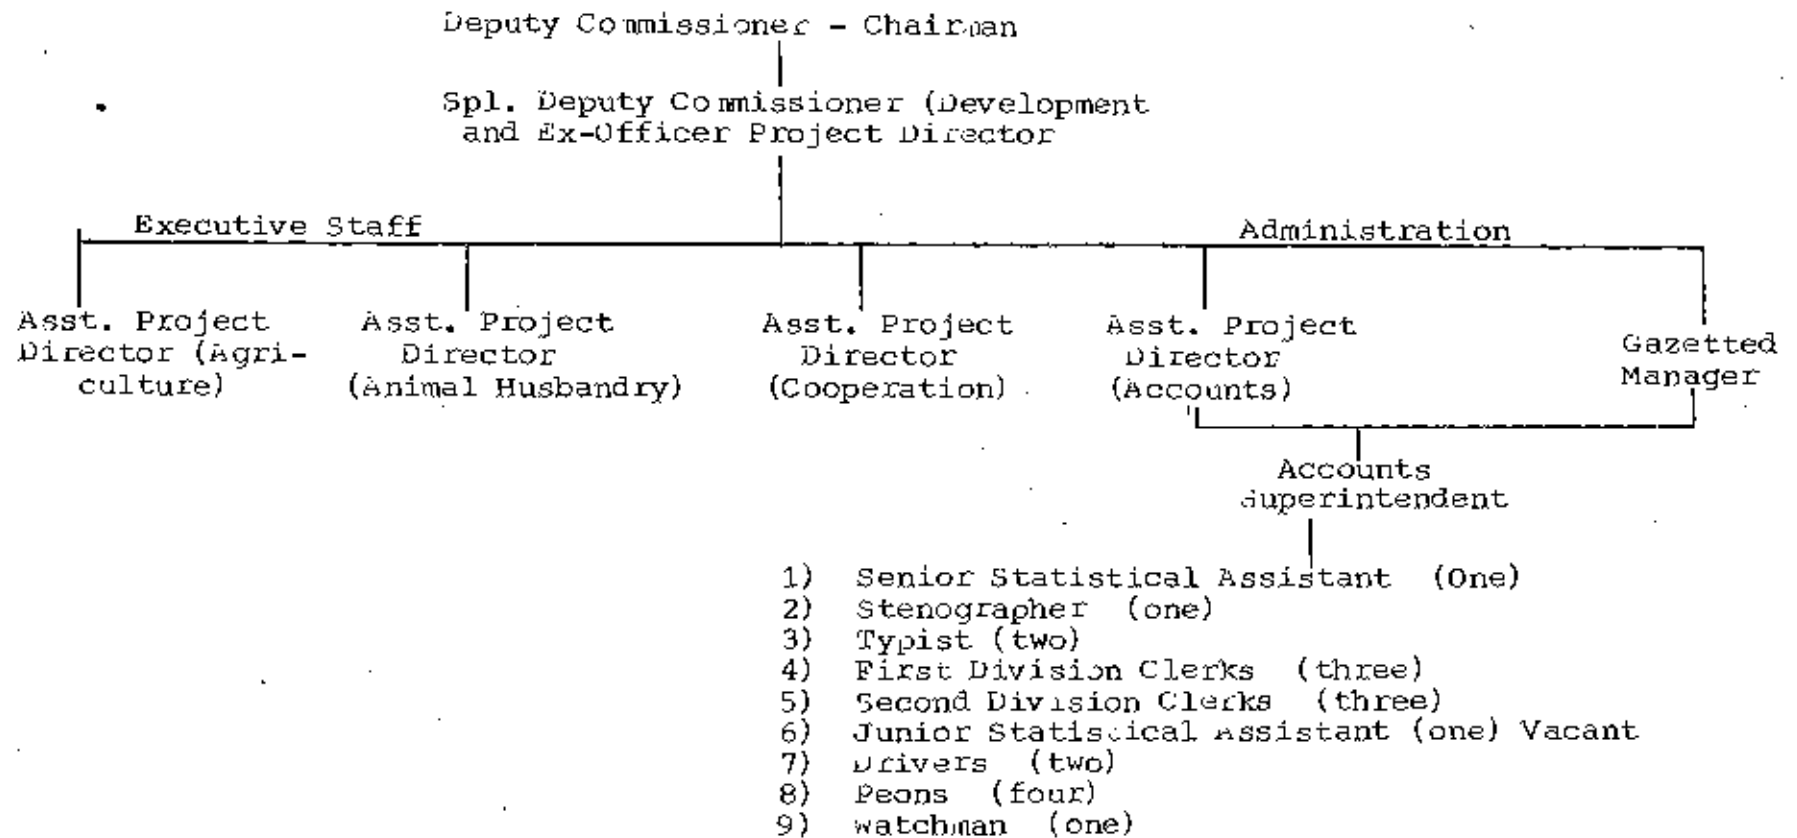 Deputy Commissioner - Chairman
Spl. Deputy Commissioner (Development
and Ex-Officer Project Director
Executive Staff
Administration
Asst. Project
Director (Agri-
culture)
Asst. Project
Director
(Animal Husbandry)
Asst. Project
Director
(Cooperation)
Asst. Project
Director
(Accounts)
Gazetted
Manager
Accounts
Superintendent
1) Senior Statistical Assistant (One)
2) Stenographer (one)
3) Typist (two)
4) First Division Clerks (three)
5) Second Division Clerks (three)
6) Junior Statistical Assistant (one) Vacant
7) Drivers (two)
8) Peons (four)
9) watchman (one)